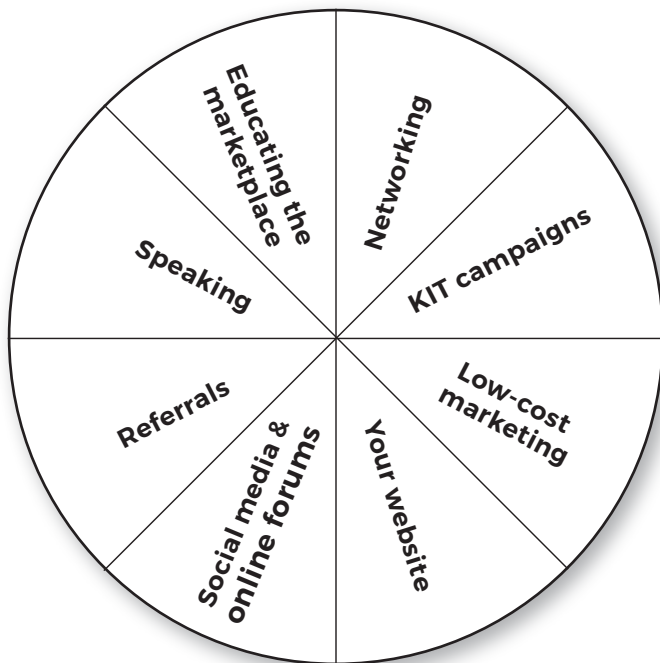 Educating the
marketplace
Networking
KIT campaigns
Low-cost
marketing
Your website
Social media &
online forums
Referrals
Speaking